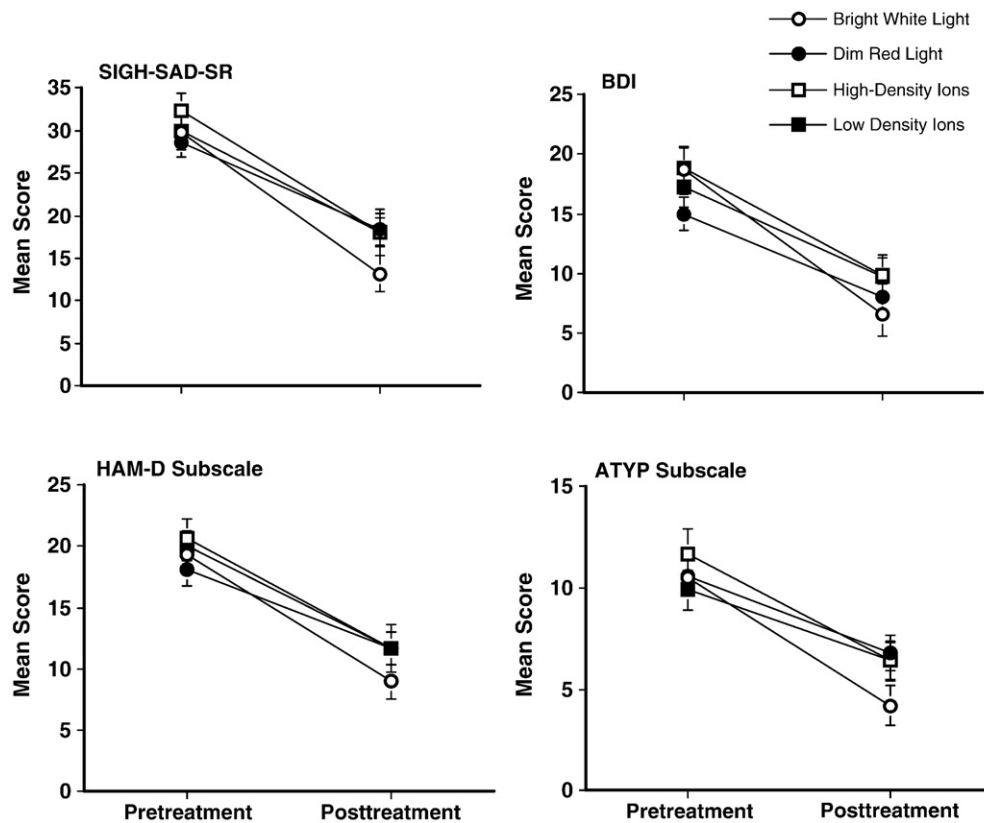 Bright White Light
Dim Red Light
High-Density Ions
Low Density Ions
SIGH-SAD-SR
35
30
25
20
15
10
5
0
Mean Score
BDI
25
20
15
10
5
0
Mean Score
HAM-D Subscale
25
20
15
10
5
0
Mean Score
Pretreatment
Posttreatment
ATYP Subscale
15
10
5
0
Mean Score
Pretreatment
Posttreatment